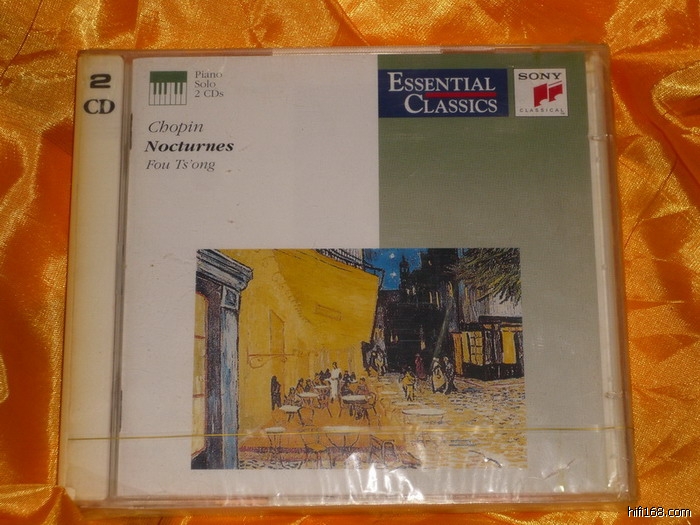 2
CD
Piano
Solo
2 CDs
Chopin
Nocturnes
Fou Ts'ong
ESSENTIAL
CLASSICS
SONY
CLASSICAL
hifi168.com